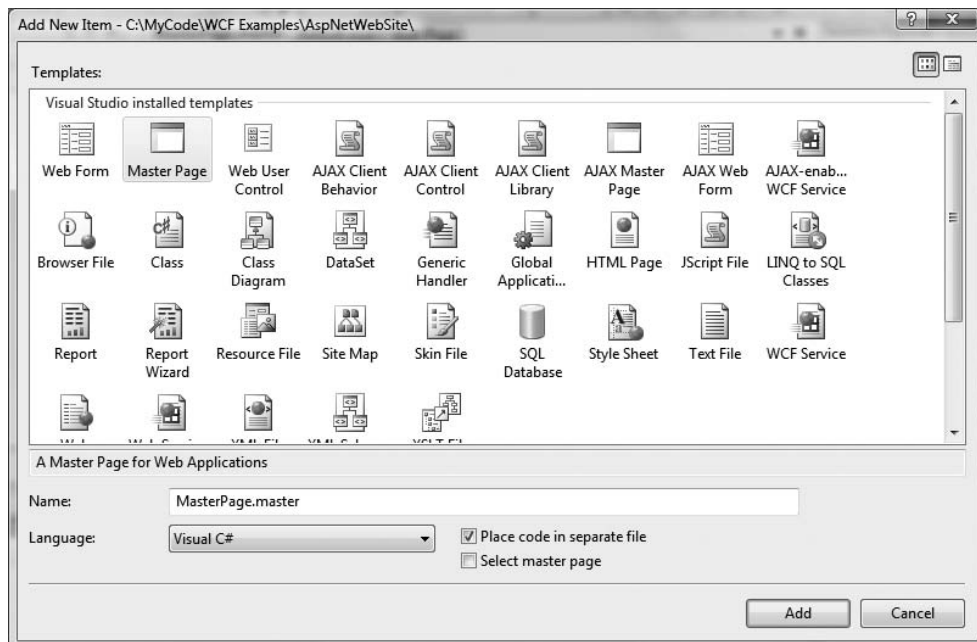 Add New Item - C:\MyCode\WCF Examples\AspNetWebSite\
Templates:
Visual Studio installed templates
Web Form
Master Page
Web User
Control
AJAX Client
Behavior
AJAX Client
Control
AJAX Client
Library
AJAX Master
Page
AJAX Web
Form
AJAX-enab...
WCF Service
Browser File
Class
Class
Diagram
DataSet
Generic
Handler
Global
Applicati...
HTML Page
JScript File
LINQ to SQL
Classes
Report
Report
Wizard
Resource File
Site Map
Skin File
SQL
Database
Style Sheet
Text File
WCF Service
A Master Page for Web Applications
Name:
MasterPage.master
Language:
Visual C#
Place code in separate file
Select master page
Add
Cancel